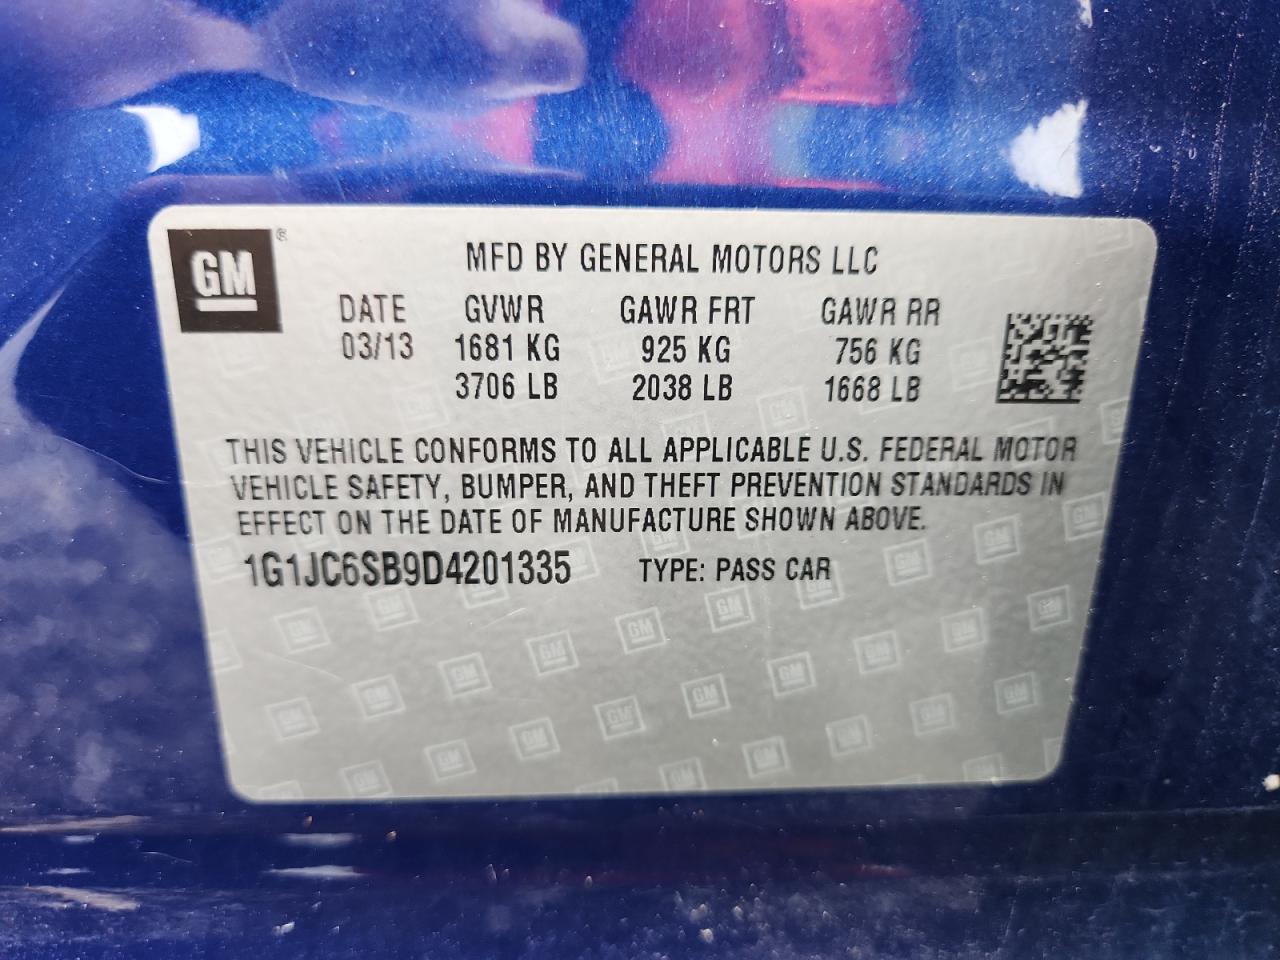 GM ®
MFD BY GENERAL MOTORS LLC
DATE GVWR GAWR FRT GAWR RR
03/13 1681 KG 925 KG 756 KG
3706 LB 2038 LB 1668 LB
THIS VEHICLE CONFORMS TO ALL APPLICABLE U.S. FEDERAL MOTOR
VEHICLE SAFETY, BUMPER, AND THEFT PREVENTION STANDARDS IN
EFFECT ON THE DATE OF MANUFACTURE SHOWN ABOVE.
1G1JC6SB9D4201335 TYPE: PASS CAR